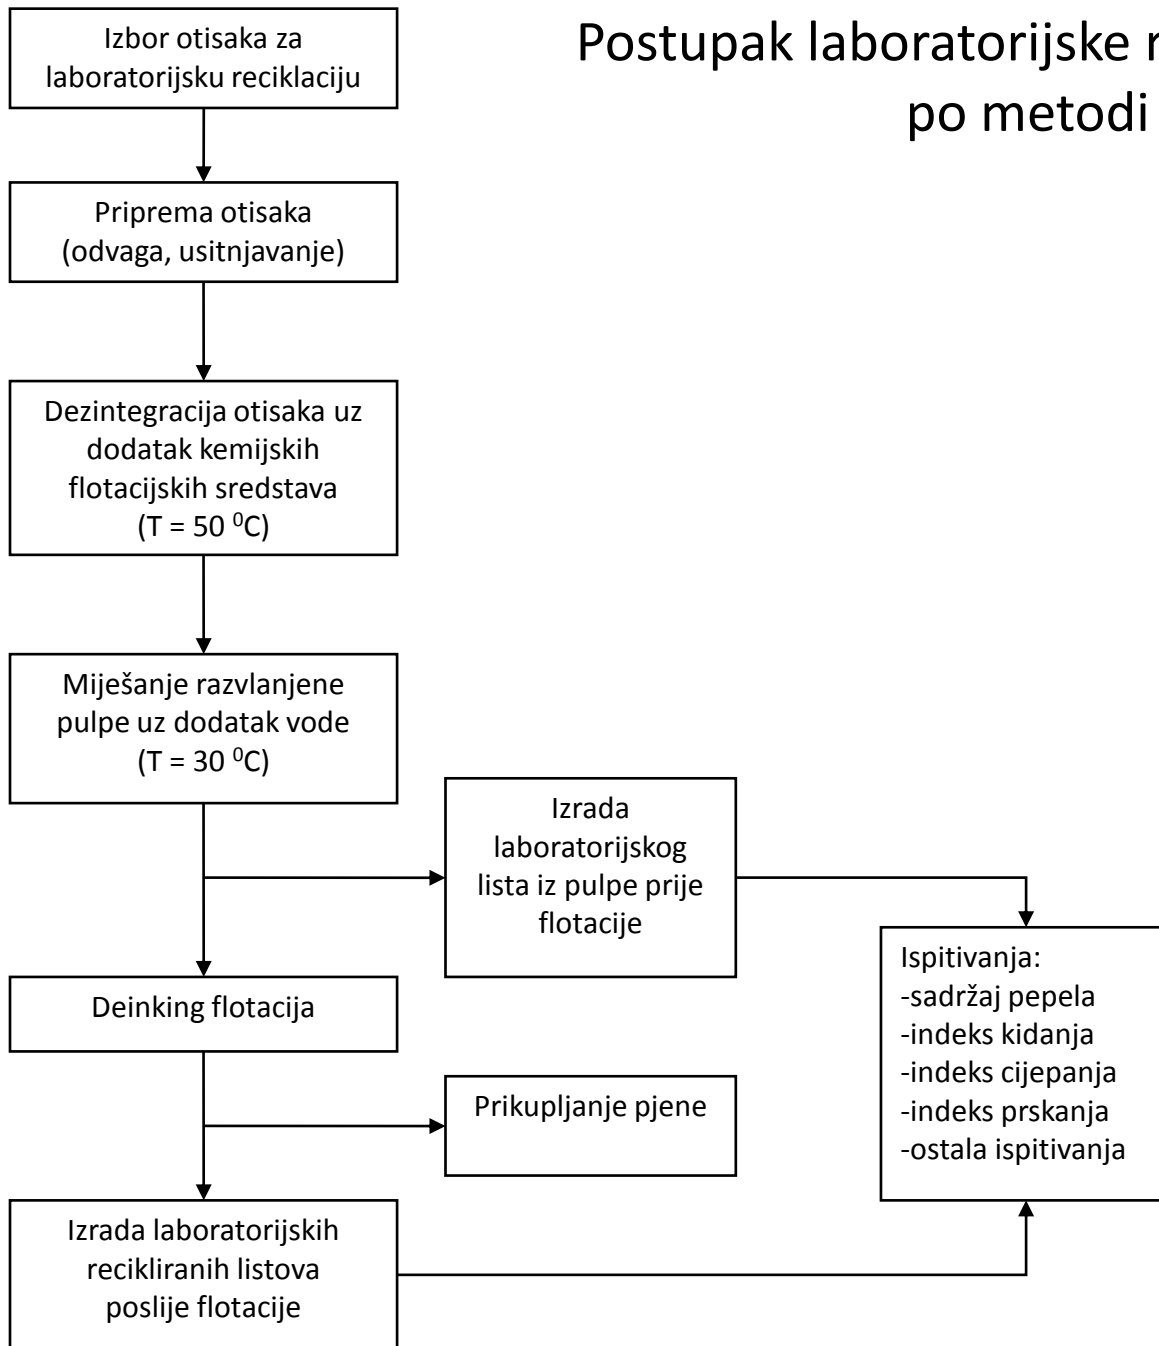 Postupak laboratorijske
po metodi
Izbor otisaka za
laboratorijsku reciklaciju
Priprema otisaka
(odvaga, usitnjavanje)
Dezintegracija otisaka uz
dodatak kemijskih
flotacijskih sredstava
(T = 50 ⁰C)
Miješanje razvlanjene
pulpe uz dodatak vode
(T = 30 ⁰C)
Izrada
laboratorijskog
lista iz pulpe prije
flotacije
Deinking flotacija
Prikupljanje pjene
Izrada laboratorijskih
recikliranih listova
poslije flotacije
Ispitivanja:
-sadržaj pepela
-indeks kidanja
-indeks cijepanja
-indeks prskanja
-ostala ispitivanja